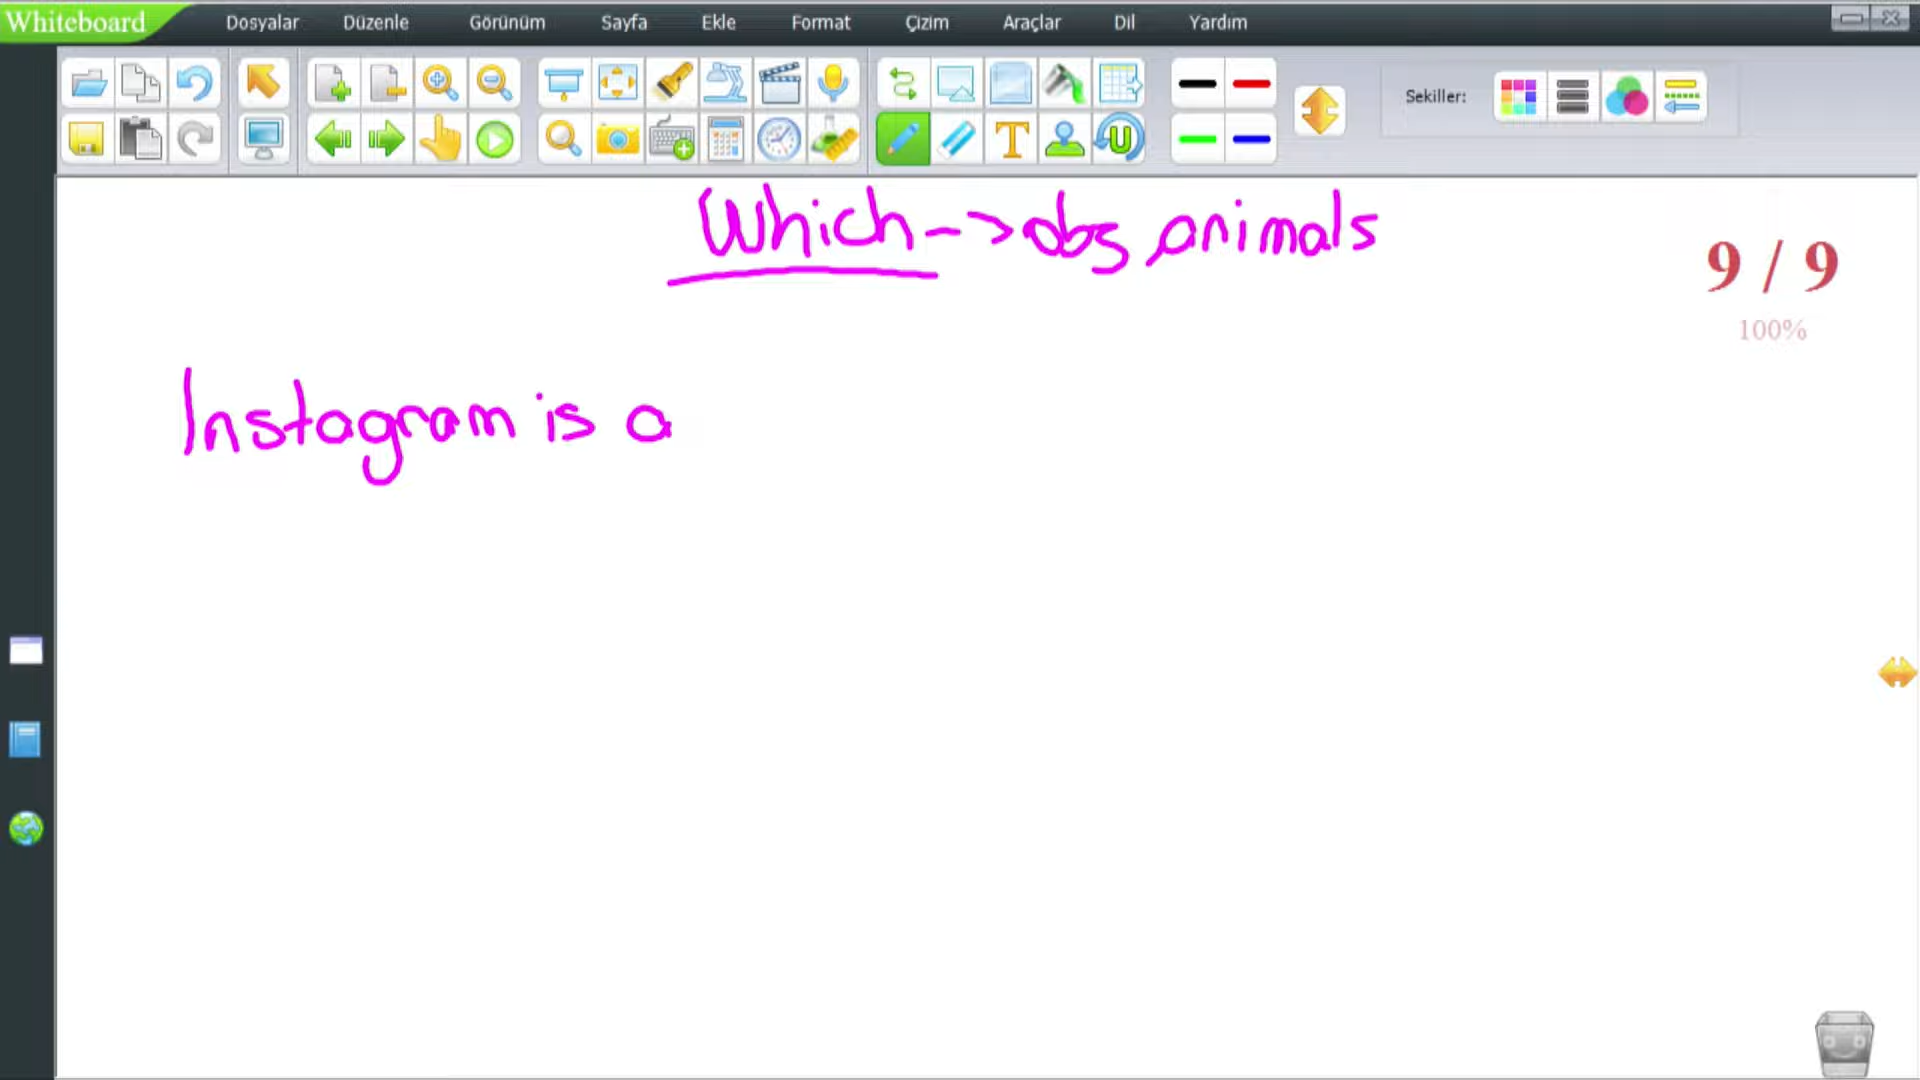 Whiteboard Dosyalar Düzenle Görünüm Sayfa Ekle Format Çizim Araçlar Dil Yardım
Sekiller:
Which --> obj, animals
9 / 9
100%
Instagram is a